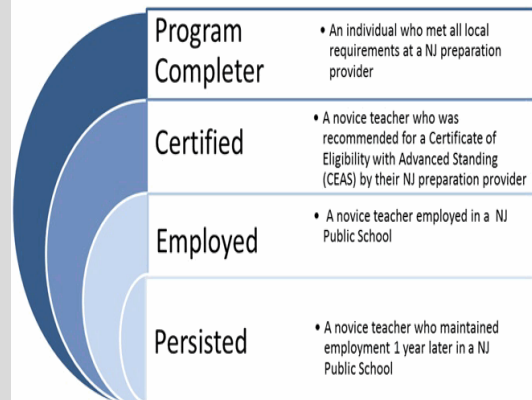 Program
Completer
• An individual who met all local
requirements at a NJ preparation
provider
Certified
• A novice teacher who was
recommended for a Certificate of
Eligibility with Advanced Standing
(CEAS) by their NJ preparation provider
Employed
• A novice teacher employed in a NJ
Public School
Persisted
• A novice teacher who maintained
employment 1 year later in a NJ
Public School